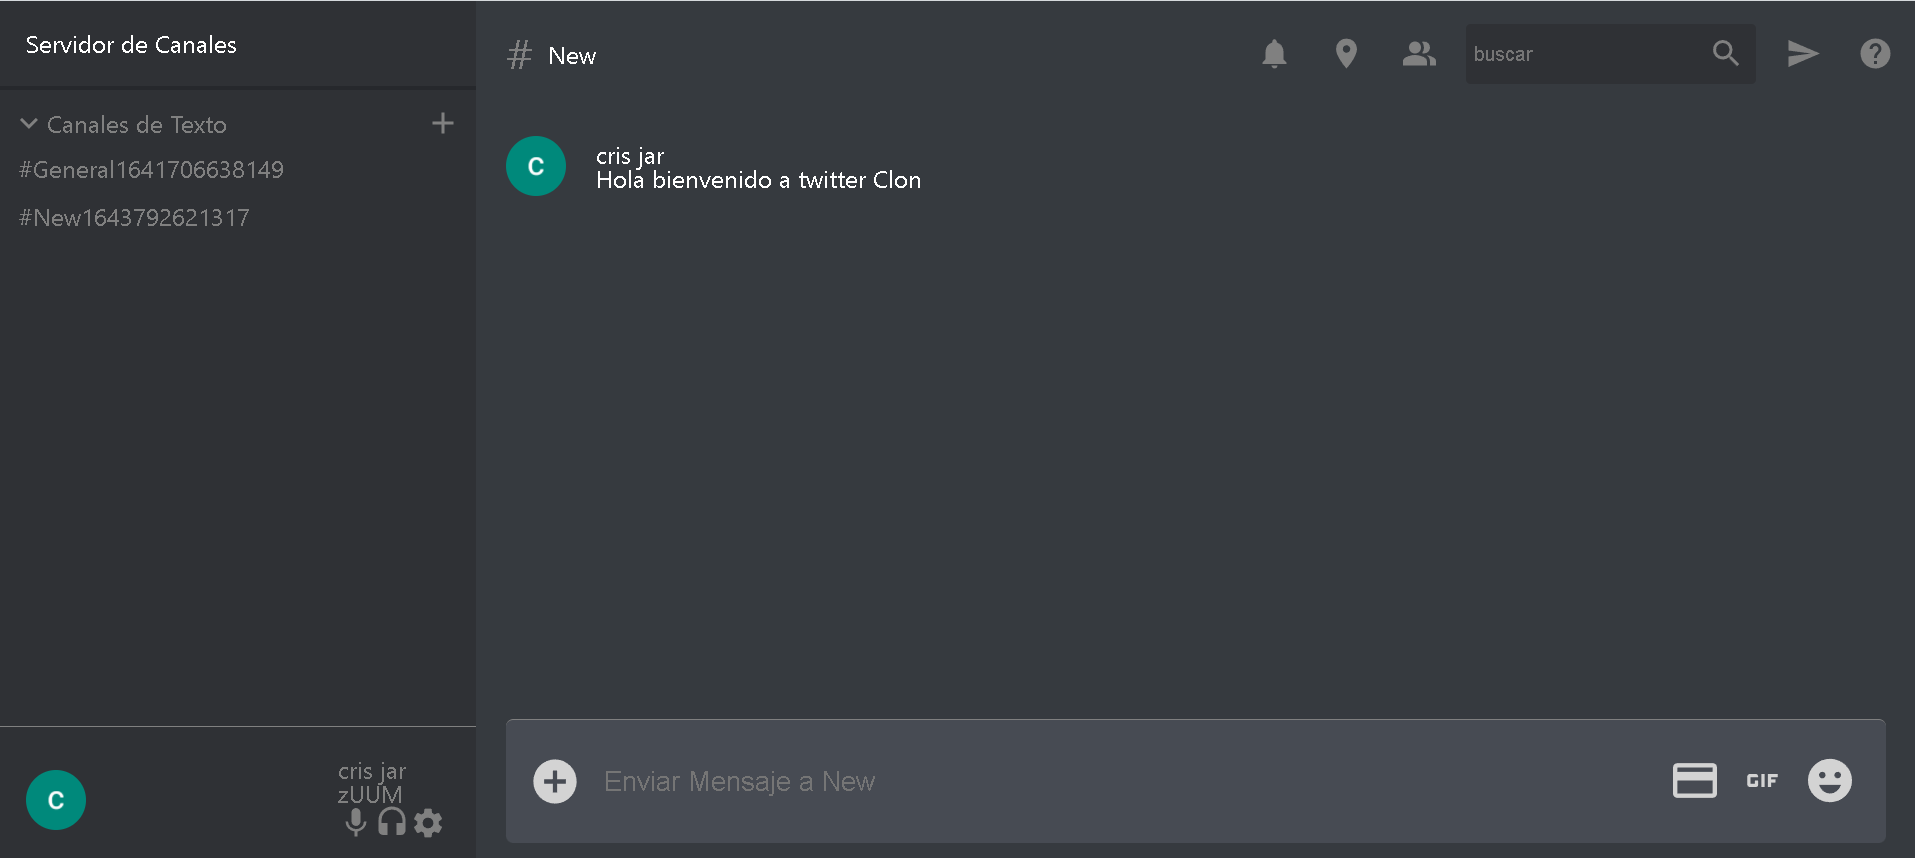 Servidor de Canales
Canales de Texto
#General1641706638149
#New1643792621317
C
cris jar
zUUM
# New
buscar
C
cris jar
Hola bienvenido a twitter Clon
Enviar Mensaje a New
GIF